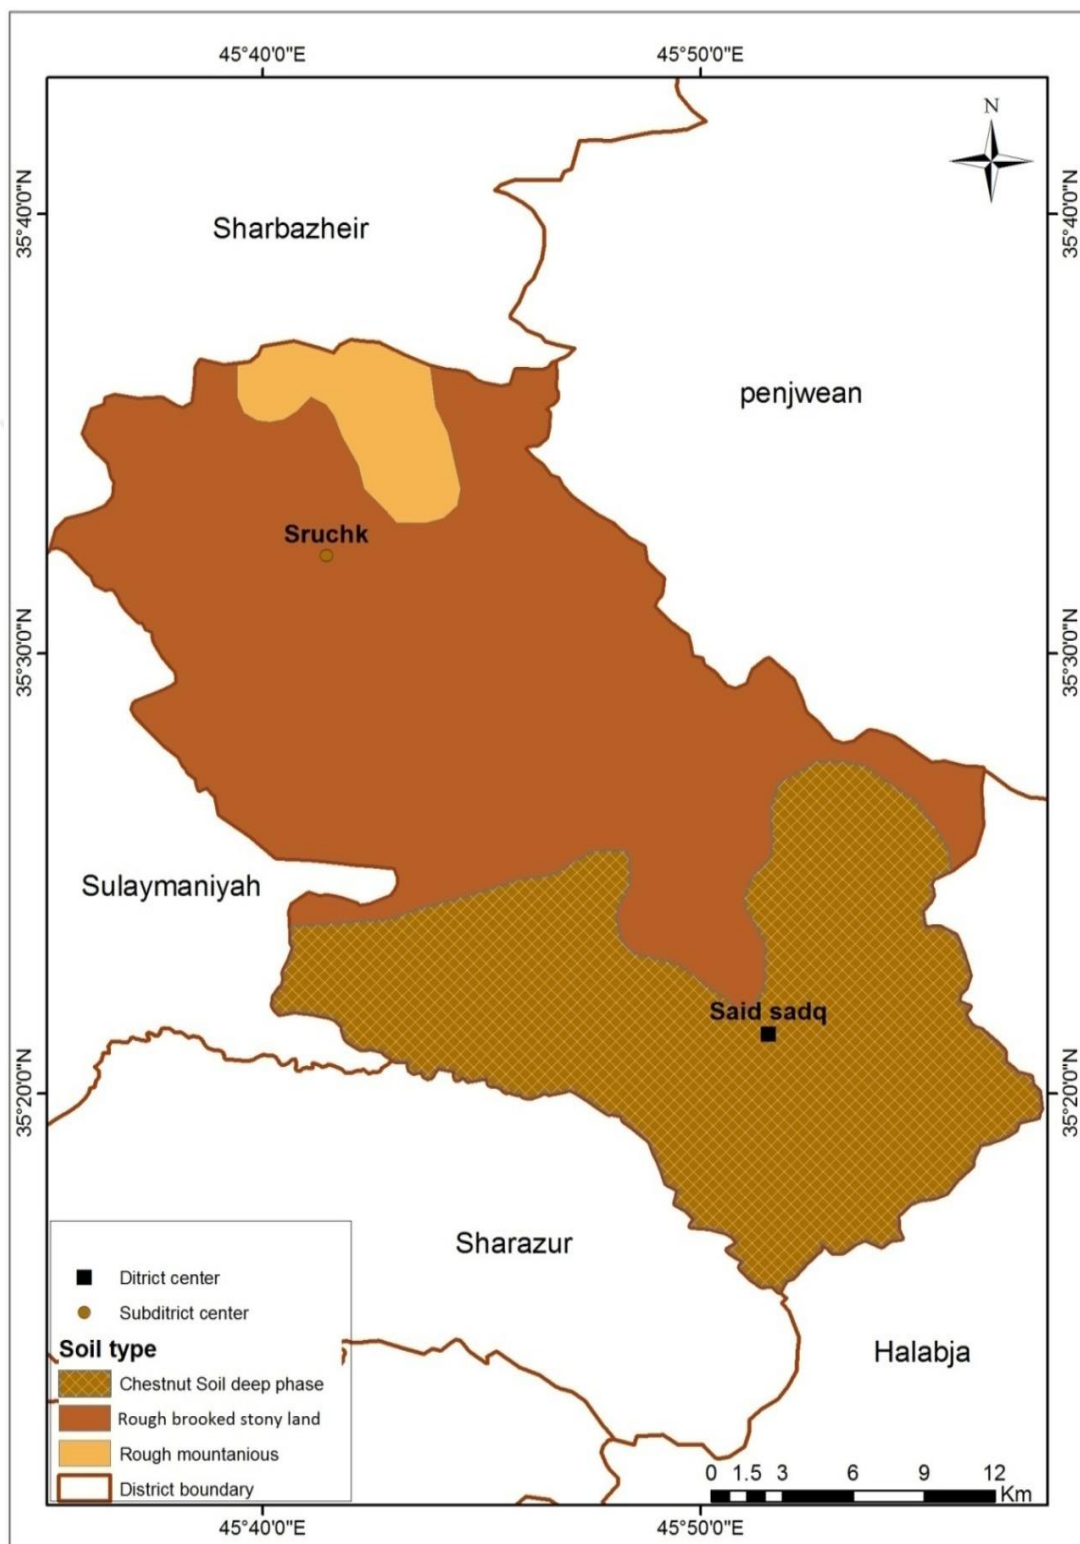 45°40'0"E
45°50'0"E
N
35°40'0"N
35°40'0"N
Sharbazheir
penjwean
Sruchk
35°30'0"N
35°30'0"N
Sulaymaniyah
Said sadq
35°20'0"N
35°20'0"N
Sharazur
Halabja
Ditrict center
Subditrict center
Soil type
Chestnut Soil deep phase
Rough brooked stony land
Rough mountanious
District boundary
0 1.5 3 6 9 12
Km
45°40'0"E
45°50'0"E